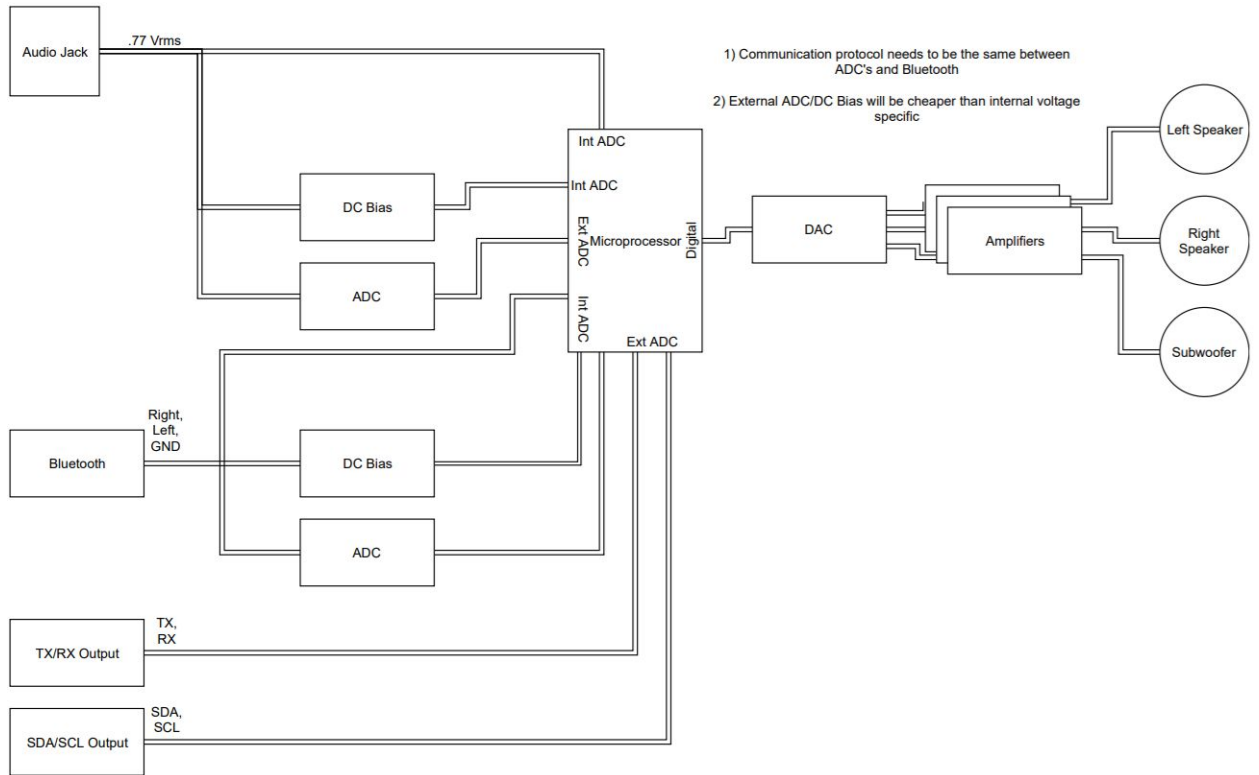 Audio Jack
.77 Vrms
1) Communication protocol needs to be the same between
ADC's and Bluetooth
2) External ADC/DC Bias will be cheaper than internal voltage
specific
Left Speaker
Int ADC
DC Bias
Int ADC
Ext ADC
Microprocessor
Digital
DAC
Amplifiers
Right
Speaker
ADC
Int ADC
Ext ADC
Subwoofer
Right,
Left,
GND
Bluetooth
DC Bias
ADC
TX,
RX
TX/RX Output
SDA,
SCL
SDA/SCL Output